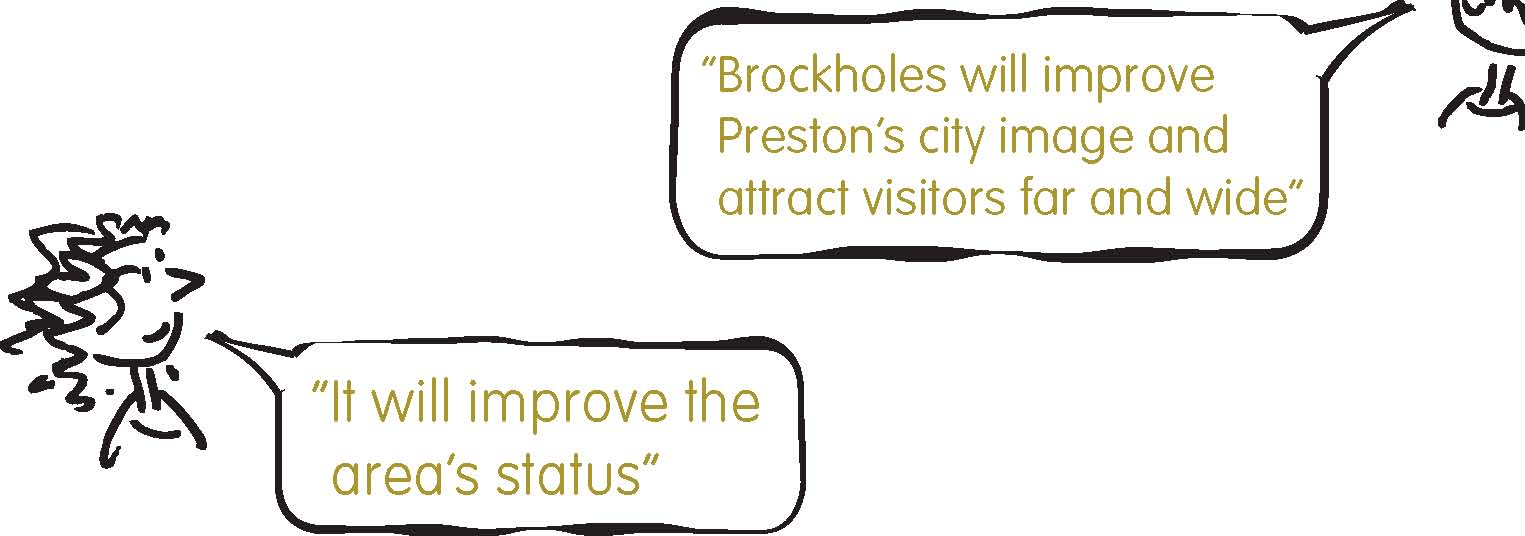 “Brockholes will improve
Preston’s city image and
attract visitors far and wide”
“It will improve the
area’s status”